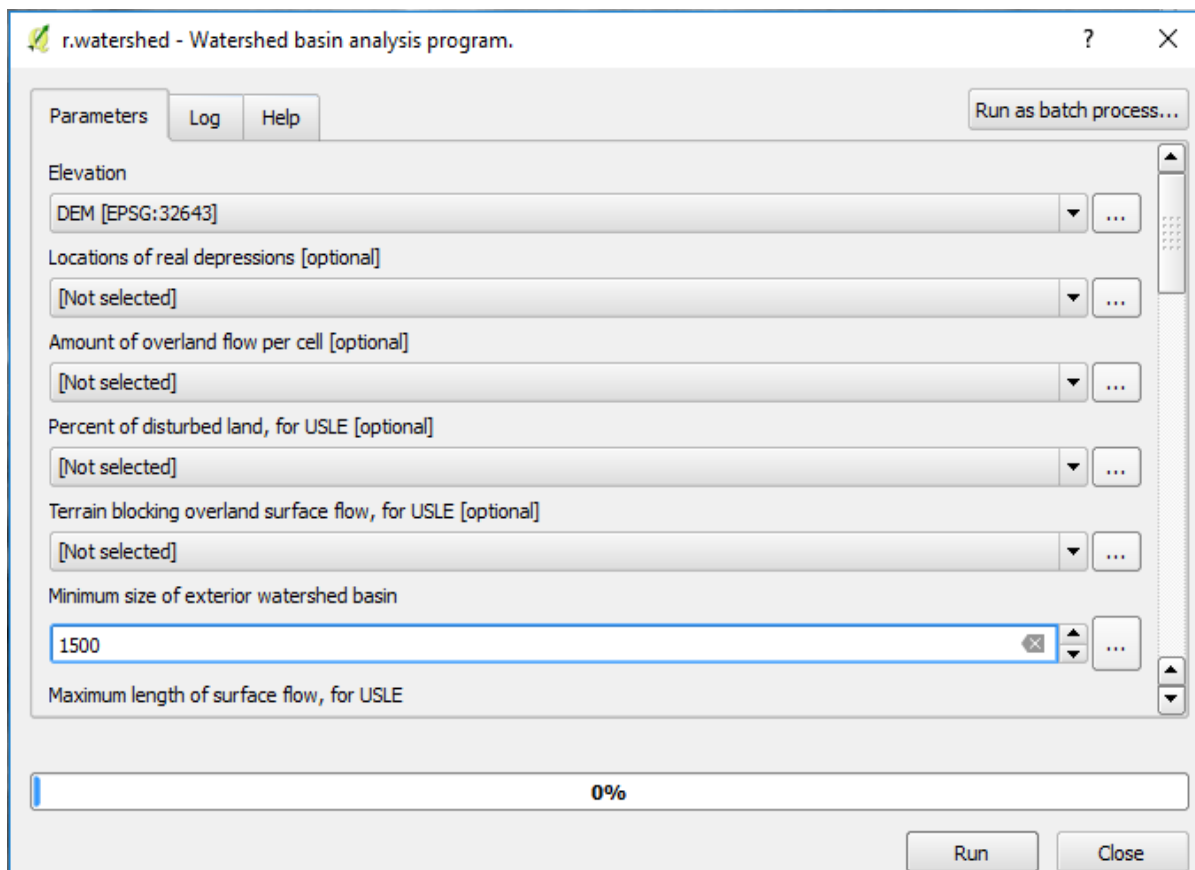 r.watershed - Watershed basin analysis program.
?
Parameters
Log
Help
Run as batch process...
Elevation
DEM [EPSG:32643]
...
Locations of real depressions [optional]
[Not selected]
...
Amount of overland flow per cell [optional]
[Not selected]
...
Percent of disturbed land, for USLE [optional]
[Not selected]
...
Terrain blocking overland surface flow, for USLE [optional]
[Not selected]
...
Minimum size of exterior watershed basin
1500
...
Maximum length of surface flow, for USLE
0%
Run
Close